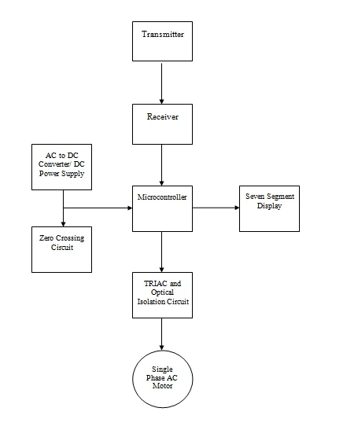 Transmitter
Receiver
AC to DC
Converter/ DC
Power Supply
Microcontroller
Seven Segment
Display
Zero Crossing
Circuit
TRIAC and
Optical
Isolation Circuit
Single
Phase AC
Motor